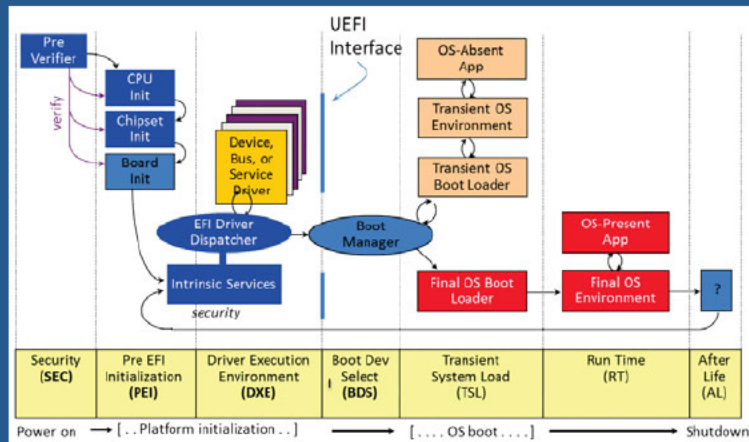 UEFI
Interface
Pre
Verifier
verify
CPU
Init
Chipset
Init
Board
Init
Device,
Bus, or
Service
Driver
EFI Driver
Dispatcher
Intrinsic Services
security
Boot
Manager
OS-Absent
App
Transient OS
Environment
Transient OS
Boot Loader
Final OS Boot
Loader
OS-Present
App
Final OS
Environment
?
Security
(SEC)
Pre EFI
Initialization
(PEI)
Driver Execution
Environment
(DXE)
Boot Dev
Select
(BDS)
Transient
System Load
(TSL)
Run Time
(RT)
After
Life
(AL)
Power on
[ . . Platform initialization . . ]
[ . . . . OS boot . . . . ]
Shutdown